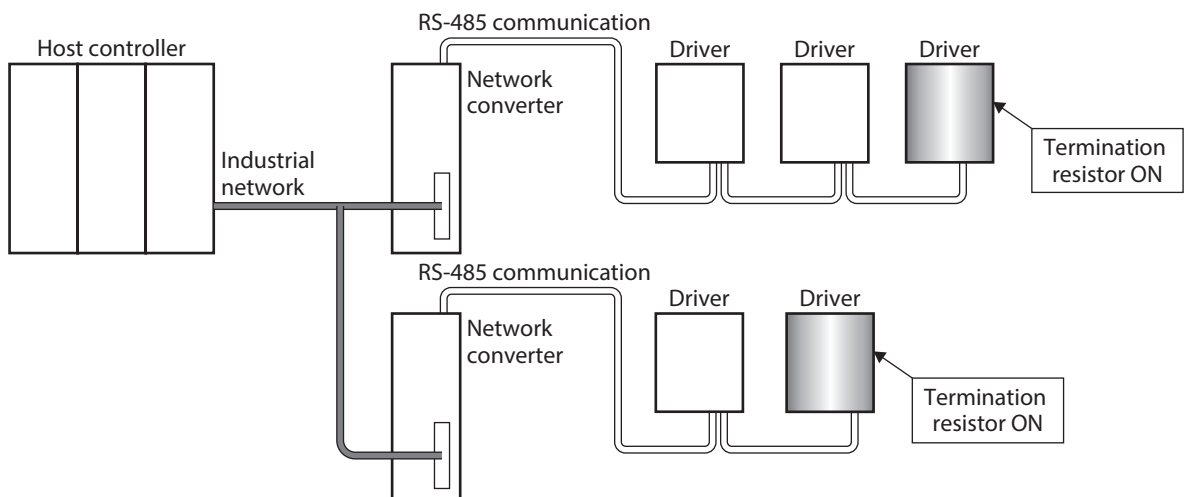 RS-485 communication
Host controller
Driver
Driver
Driver
Network
converter
Industrial
network
Termination
resistor ON
RS-485 communication
Driver
Driver
Network
converter
Termination
resistor ON